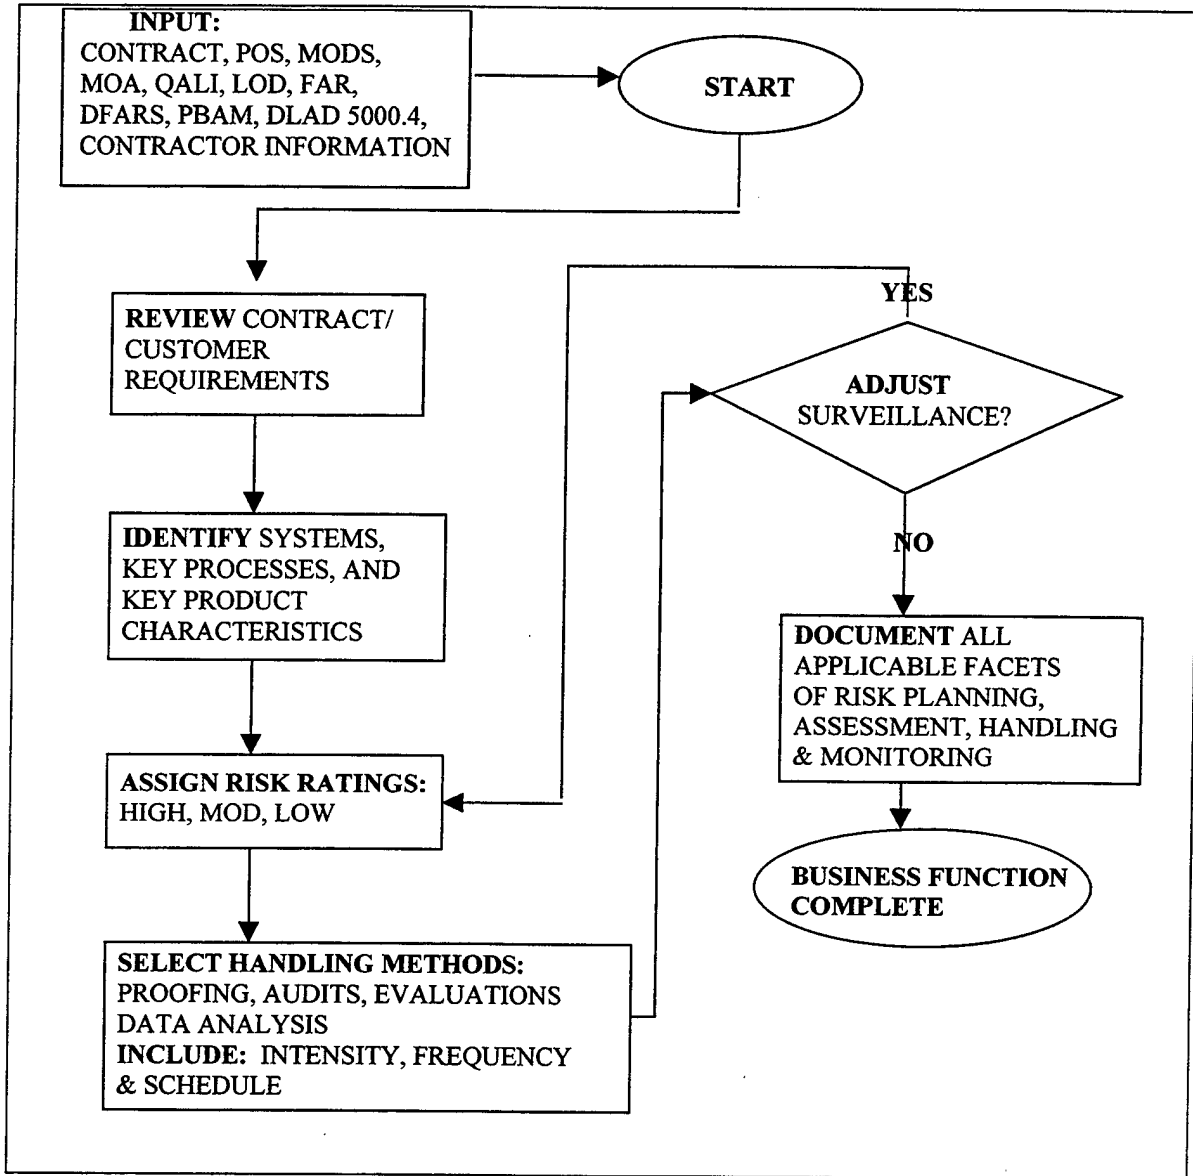 INPUT:
CONTRACT, POS, MODS,
MOA, QALI, LOD, FAR,
DFARS, PBAM, DLAD 5000.4,
CONTRACTOR INFORMATION
START
REVIEW CONTRACT/
CUSTOMER
REQUIREMENTS
IDENTIFY SYSTEMS,
KEY PROCESSES, AND
KEY PRODUCT
CHARACTERISTICS
ASSIGN RISK RATINGS:
HIGH, MOD, LOW
SELECT HANDLING METHODS:
PROOFING, AUDITS, EVALUATIONS
DATA ANALYSIS
INCLUDE: INTENSITY, FREQUENCY
& SCHEDULE
YES
ADJUST
SURVEILLANCE?
NO
DOCUMENT ALL
APPLICABLE FACETS
OF RISK PLANNING,
ASSESSMENT, HANDLING
& MONITORING
BUSINESS FUNCTION
COMPLETE